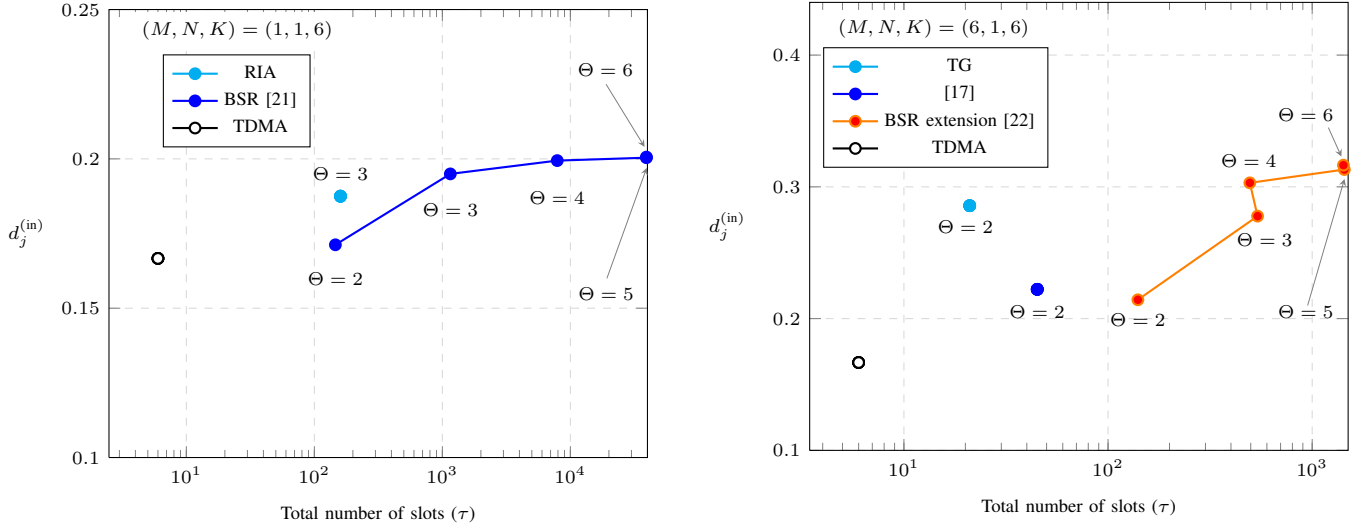 (M, N, K) = (1, 1, 6)
RIA
BSR [21]
TDMA
0.25
0.2
0.15
0.1
d_j^{(in)}
Θ = 6
Θ = 3
Θ = 3
Θ = 4
Θ = 2
Θ = 5
10^1
10^2
10^3
10^4
Total number of slots (τ)
(M, N, K) = (6, 1, 6)
TG
[17]
BSR extension [22]
TDMA
0.4
0.3
0.2
0.1
d_j^{(in)}
Θ = 6
Θ = 4
Θ = 2
Θ = 3
Θ = 2
Θ = 2
Θ = 5
10^1
10^2
10^3
Total number of slots (τ)